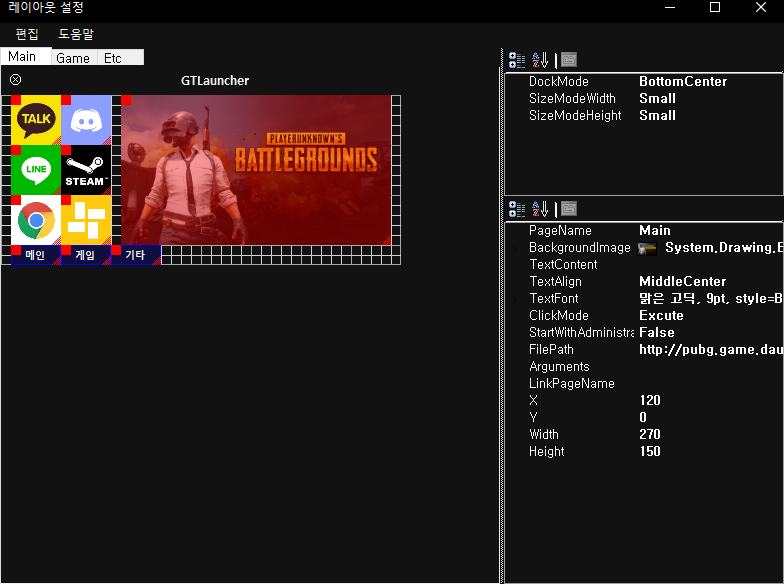 레이아웃 설정
편집 도움말
Main Game Etc
GTLauncher
TALK
LINE
STEAM™
PLAYERUNKNOWN'S
BATTLEGROUNDS
메인 게임 기타
DockMode BottomCenter
SizeModeWidth Small
SizeModeHeight Small
PageName Main
BackgroundImage System.Drawing.B
TextContent
TextAlign MiddleCenter
TextFont 맑은 고딕, 9pt, style=B
ClickMode Excute
StartWithAdministra False
FilePath http://pubg.game.dau
Arguments
LinkPageName
X 120
Y 0
Width 270
Height 150